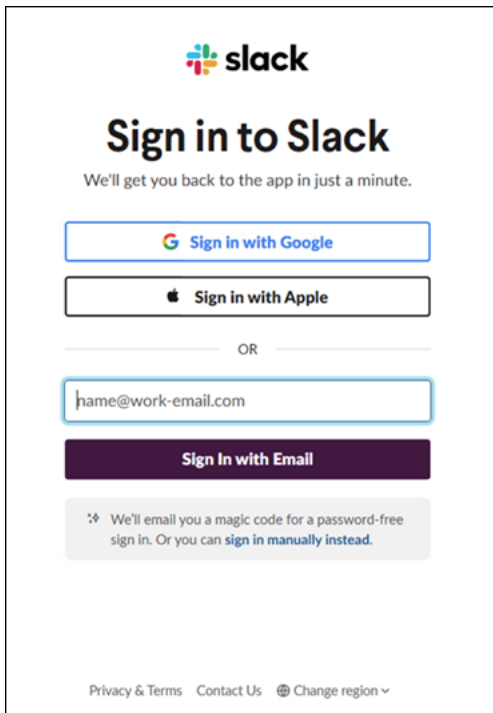 slack
Sign in to Slack
We'll get you back to the app in just a minute.
Sign in with Google
Sign in with Apple
OR
name@work-email.com
Sign In with Email
We'll email you a magic code for a password-free
sign in. Or you can sign in manually instead.
Privacy & Terms Contact Us Change region